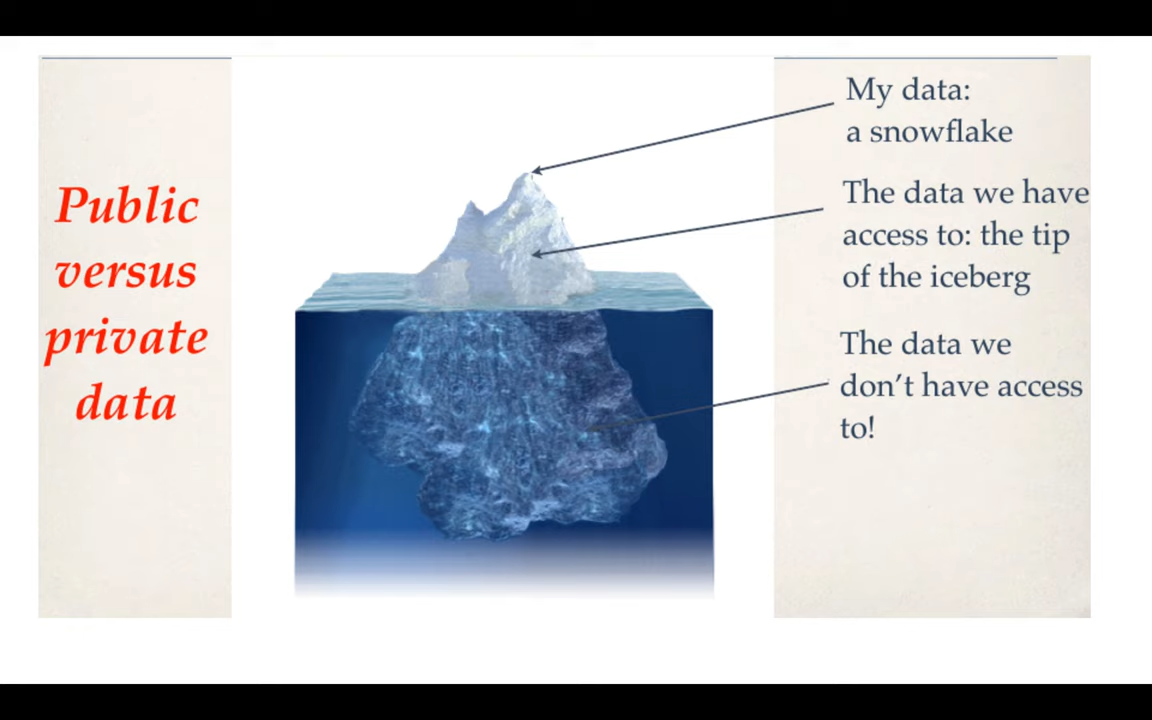 Public
versus
private
data
My data:
a snowflake
The data we have
access to: the tip
of the iceberg
The data we
don’t have access
to!